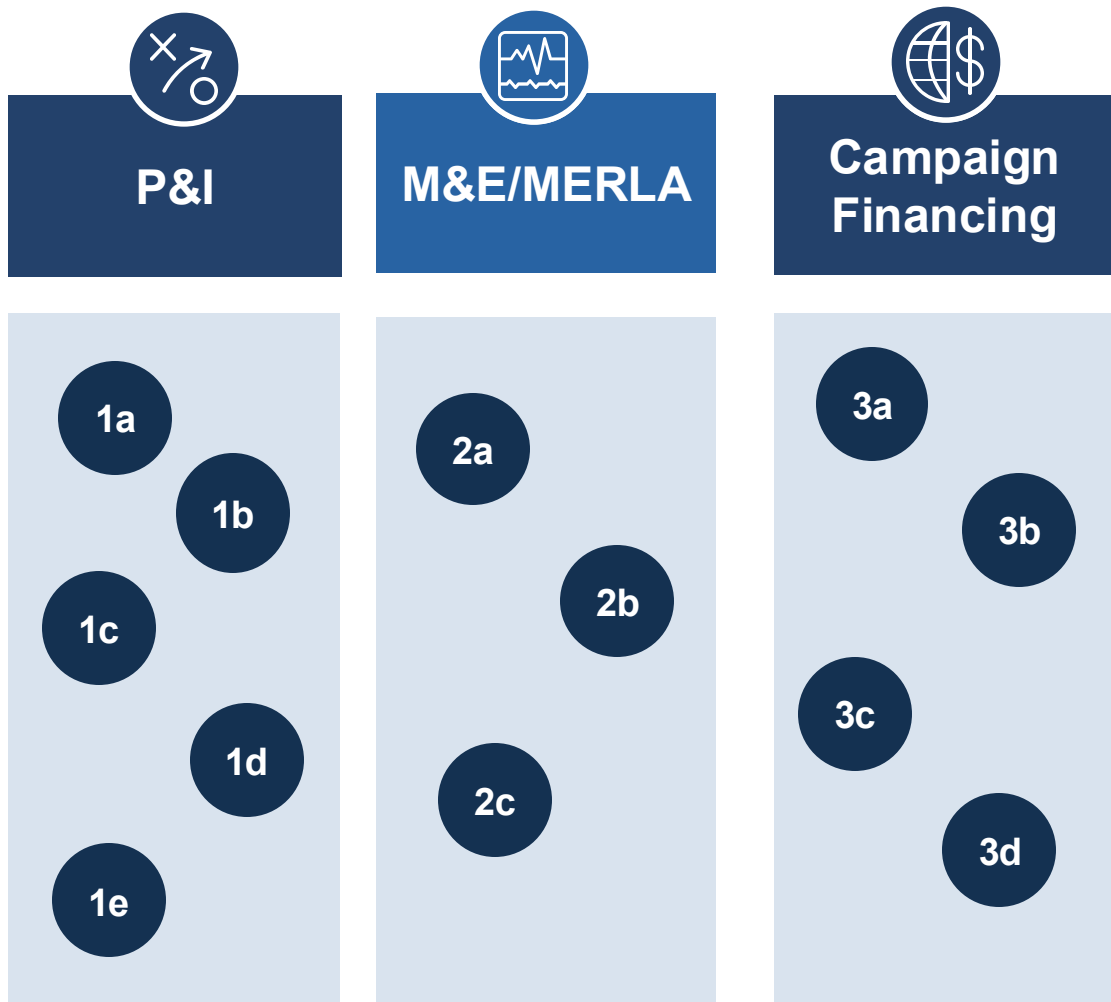 P&I
M&E/MERLA
Campaign
Financing
1a
1b
1c
1d
1e
2a
2b
2c
3a
3b
3c
3d